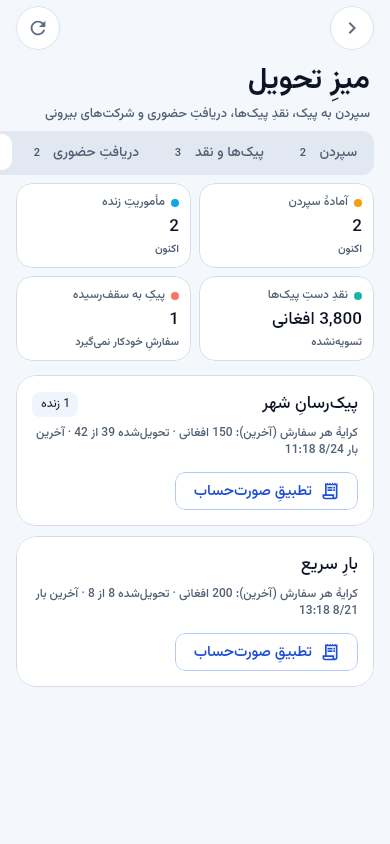 میزِ تحویل
سپردن به پیک، نقدِ پیک‌ها، دریافتِ حضوری و شرکت‌های بیرونی
سپردن 2
پیک‌ها و نقد 3
دریافتِ حضوری 2
آمادهٔ سپردن
2
اکنون
مأموریتِ زنده
2
اکنون
نقدِ دستِ پیک‌ها
3,800 افغانی
تسویه‌نشده
پیکِ به سقف‌رسیده
1
سفارشِ خودکار نمی‌گیرد
پیک‌رسانِ شهر
1 زنده
کرایهٔ هر سفارش (آخرین): 150 افغانی · تحویل‌شده 39 از 42 · آخرین
بار 8/24 11:18
تطبیقِ صورت‌حساب
بارِ سریع
کرایهٔ هر سفارش (آخرین): 200 افغانی · تحویل‌شده 8 از 8 · آخرین بار
8/21 13:18
تطبیقِ صورت‌حساب